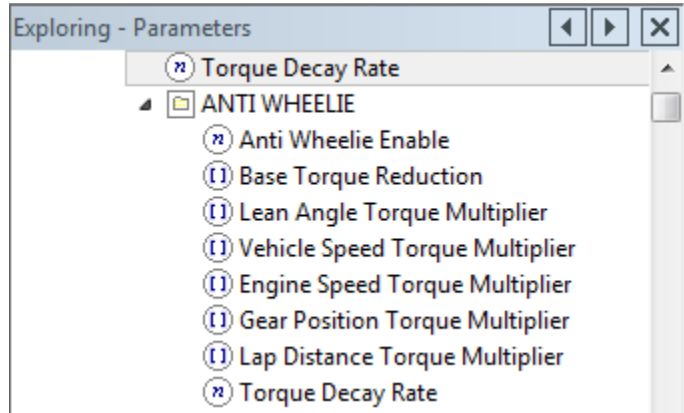 Exploring - Parameters
Torque Decay Rate
ANTI WHEELIE
Anti Wheelie Enable
Base Torque Reduction
Lean Angle Torque Multiplier
Vehicle Speed Torque Multiplier
Engine Speed Torque Multiplier
Gear Position Torque Multiplier
Lap Distance Torque Multiplier
Torque Decay Rate